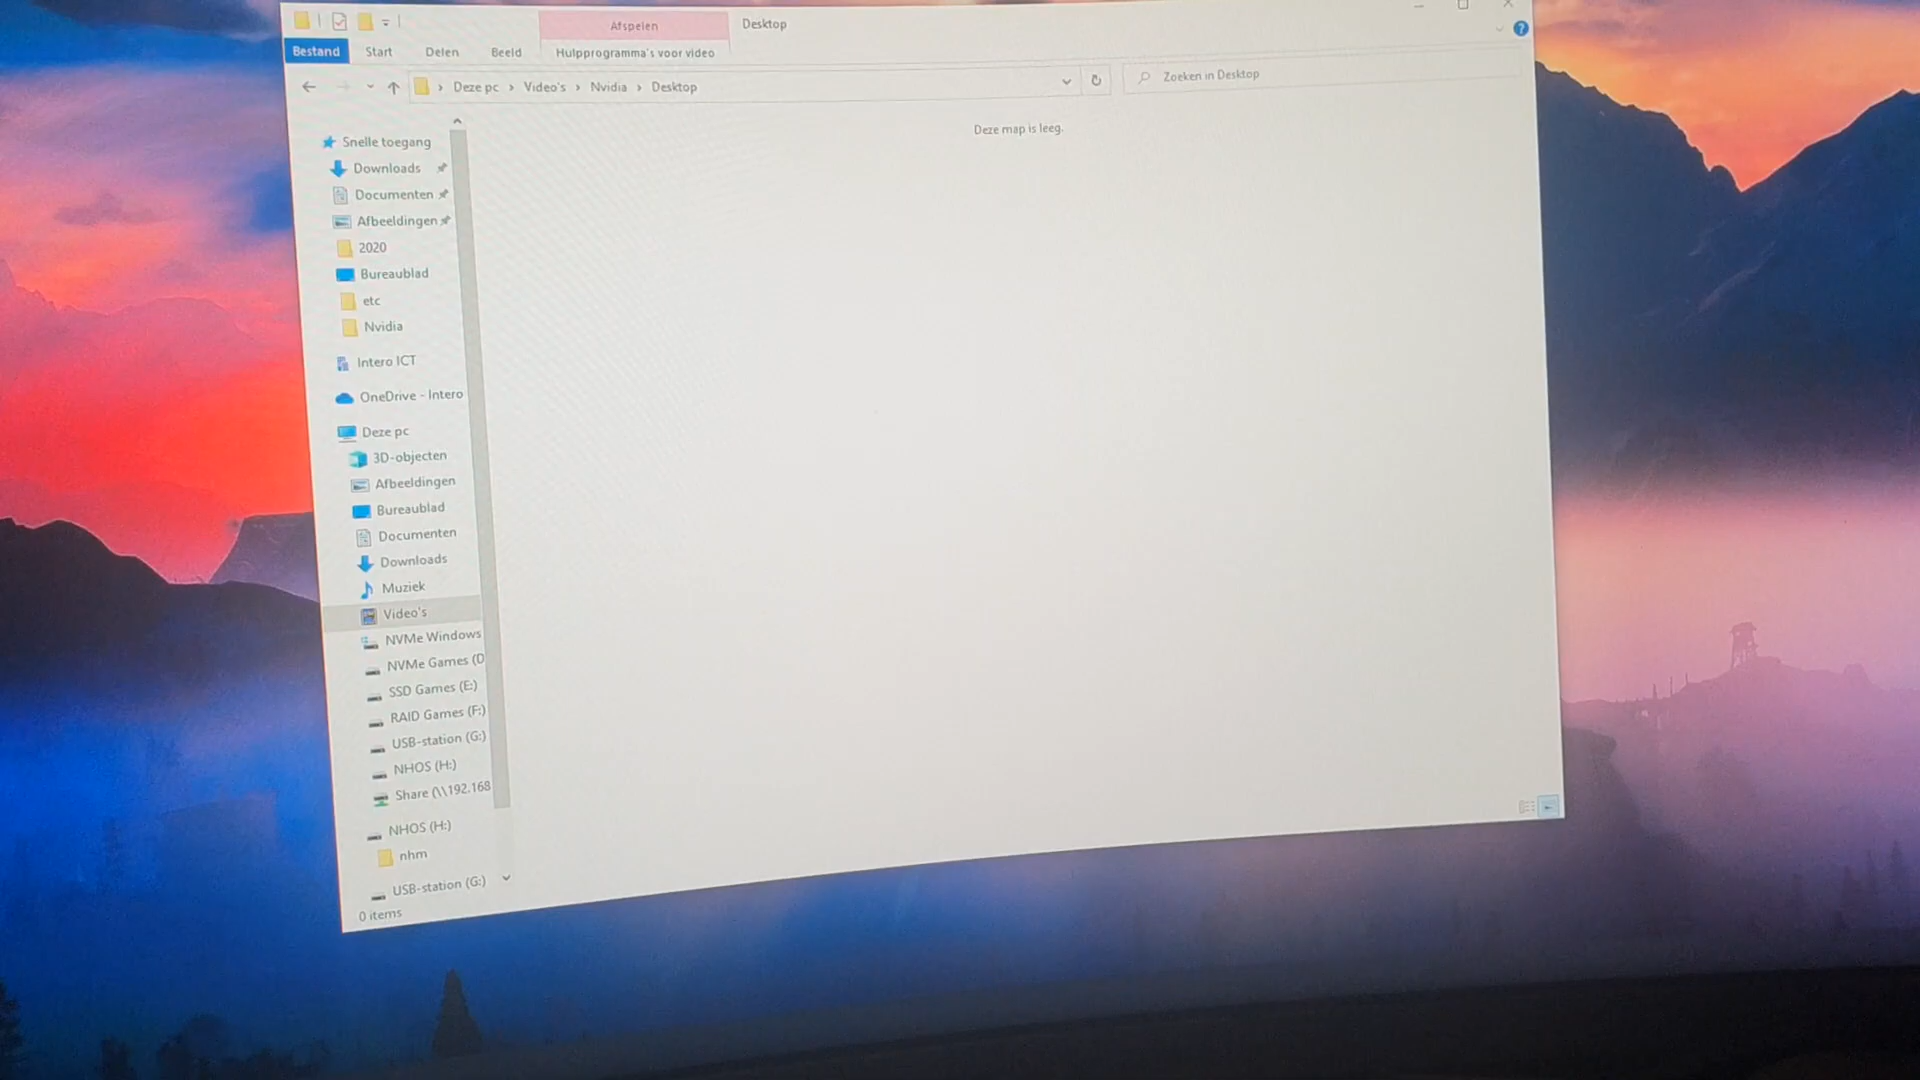 Afspelen
Desktop
Bestand
Start
Delen
Beeld
Hulpprogramma's voor video
Deze pc
Video's
Nvidia
Desktop
Zoeken in Desktop
Deze map is leeg.
Snelle toegang
Downloads
Documenten
Afbeeldingen
2020
Bureaublad
etc
Nvidia
Intero ICT
OneDrive - Intero
Deze pc
3D-objecten
Afbeeldingen
Bureaublad
Documenten
Downloads
Muziek
Video's
NVMe Windows
NVMe Games (D
SSD Games (E:)
RAID Games (F:)
USB-station (G:)
NHOS (H:)
Share (\\192.168
NHOS (H:)
nhm
USB-station (G:)
0 items